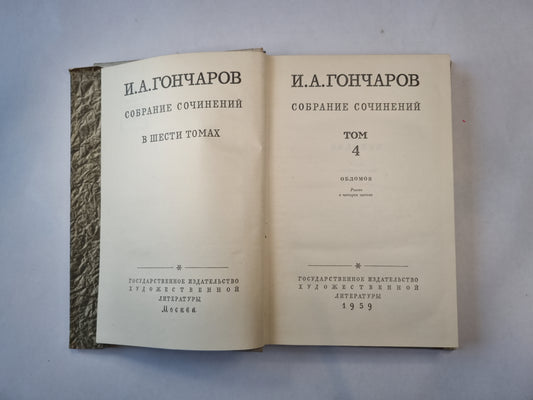 И.А.ГОНЧАРОВ
СОБРАНИЕ СОЧИНЕНИЙ
В ШЕСТИ ТОМАХ
*
ГОСУДАРСТВЕННОЕ ИЗДАТЕЛЬСТВО
ХУДОЖЕСТВЕННОЙ
ЛИТЕРАТУРЫ
Москва
И.А.ГОНЧАРОВ
СОБРАНИЕ СОЧИНЕНИЙ
ТОМ
4
ОБЛОМОВ
Роман
в четырех частях
*
ГОСУДАРСТВЕННОЕ ИЗДАТЕЛЬСТВО
ХУДОЖЕСТВЕННОЙ
ЛИТЕРАТУРЫ
1959